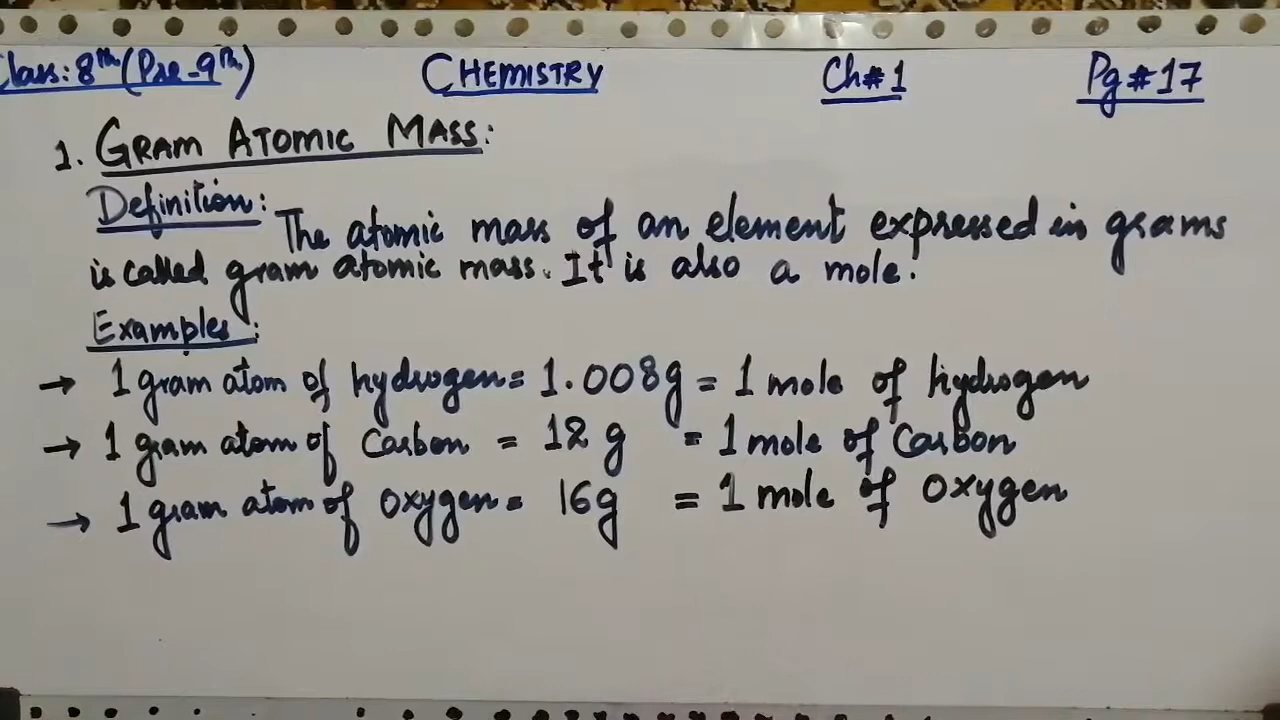 Class: 8th (Pre-9th) CHEMISTRY Ch#1 Pg#17
1. GRAM ATOMIC MASS:
Definition:
The atomic mass of an element expressed in grams
is called gram atomic mass. It is also a mole.
Examples:
→ 1 gram atom of hydrogen = 1.008g = 1 mole of hydrogen
→ 1 gram atom of Carbon = 12 g = 1 mole of Carbon
→ 1 gram atom of oxygen = 16g = 1 mole of oxygen